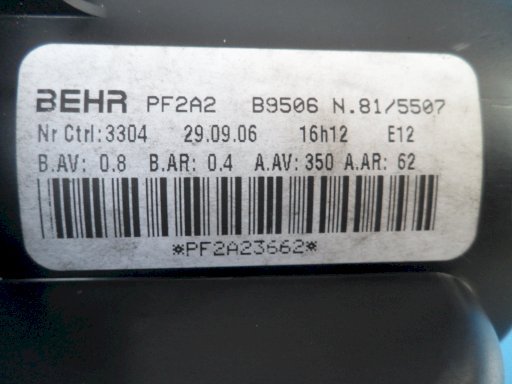 BEHR PF2A2 B9506 N.81/5507
Nr Ctrl:3304 29.09.06 16h12 E12
B.AV: 0.8 B.AR: 0.4 A.AV: 350 A.AR: 62
*PF2A23662*